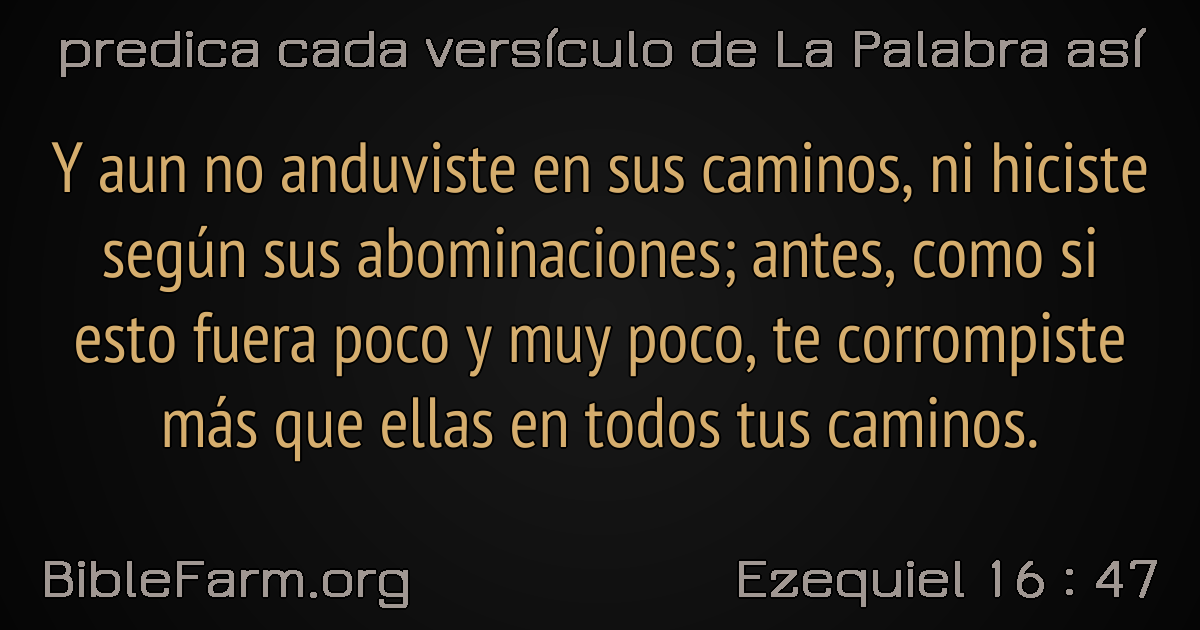 predica cada versículo de La Palabra así
Y aun no anduviste en sus caminos, ni hiciste
según sus abominaciones; antes, como si
esto fuera poco y muy poco, te corrompiste
más que ellas en todos tus caminos.
BibleFarm.org
Ezequiel 16 : 47